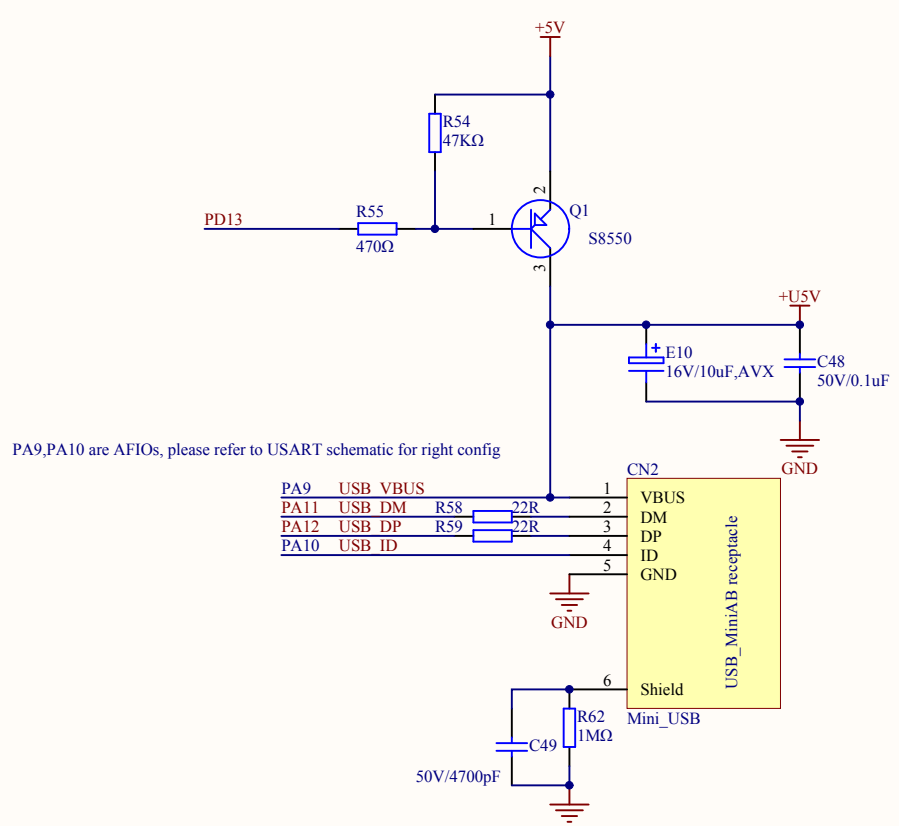 +5V
R54
47KΩ
2
PD13
R55
470Ω
1
Q1
S8550
3
+U5V
E10
16V/10uF,AVX
C48
50V/0.1uF
GND
PA9,PA10 are AFIOs, please refer to USART schematic for right config
CN2
PA9 USB_VBUS 1 VBUS
PA11 USB_DM R58 22R 2 DM
PA12 USB_DP R59 22R 3 DP
PA10 USB_ID 4 ID
5 GND
GND
USB_MiniAB receptacle
6 Shield
Mini_USB
R62
1MΩ
C49
50V/4700pF